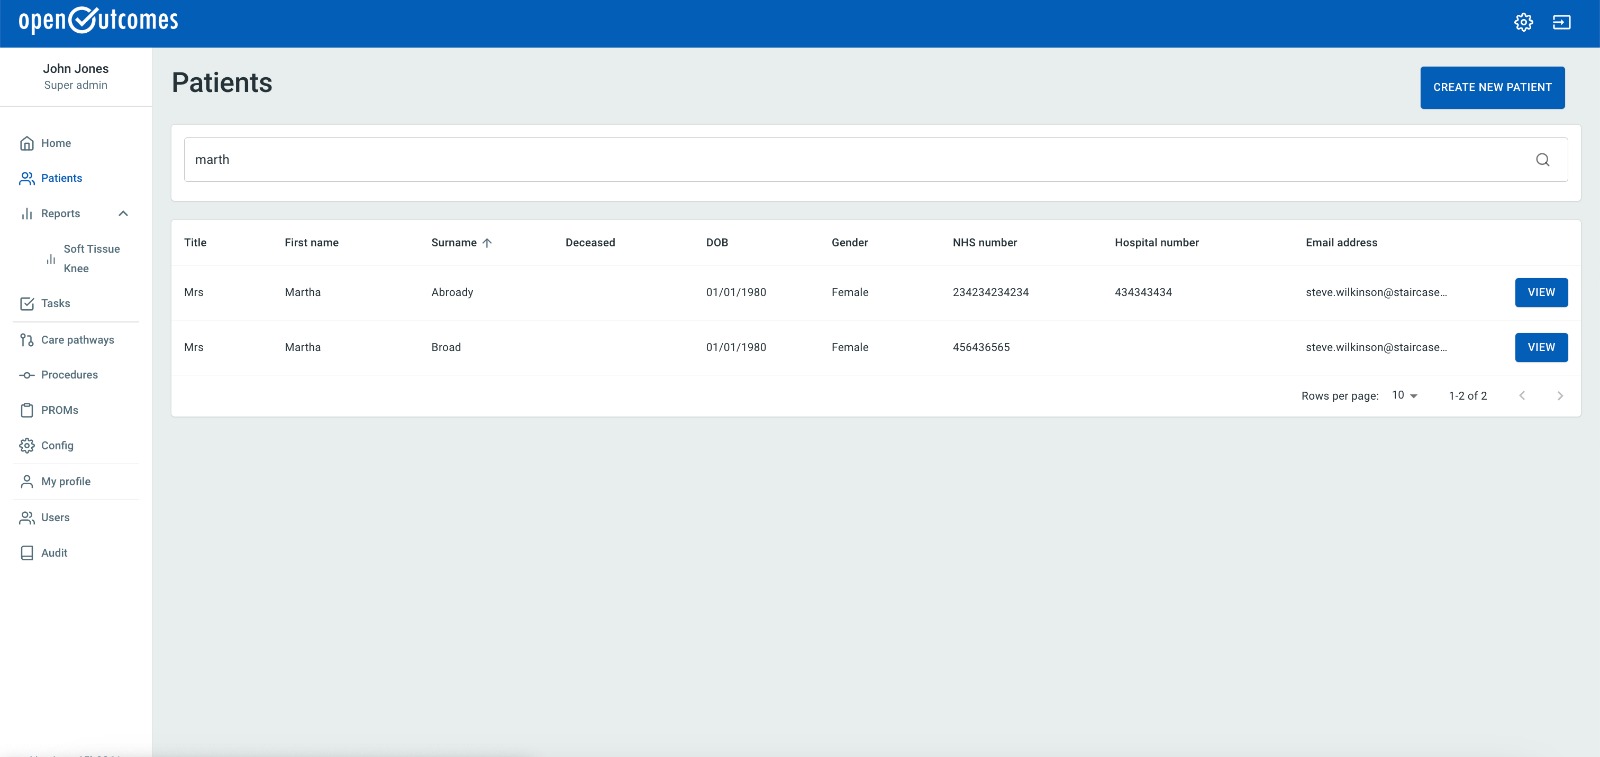 openOutcomes
John Jones
Super admin
Home
Patients
Reports
Soft Tissue
Knee
Tasks
Care pathways
Procedures
PROMs
Config
My profile
Users
Audit
Patients
CREATE NEW PATIENT
marth
Title First name Surname Deceased DOB Gender NHS number Hospital number Email address
Mrs Martha Abroady 01/01/1980 Female 234234234234 434343434 steve.wilkinson@staircase... VIEW
Mrs Martha Broad 01/01/1980 Female 456436565 steve.wilkinson@staircase... VIEW
Rows per page: 10 1-2 of 2